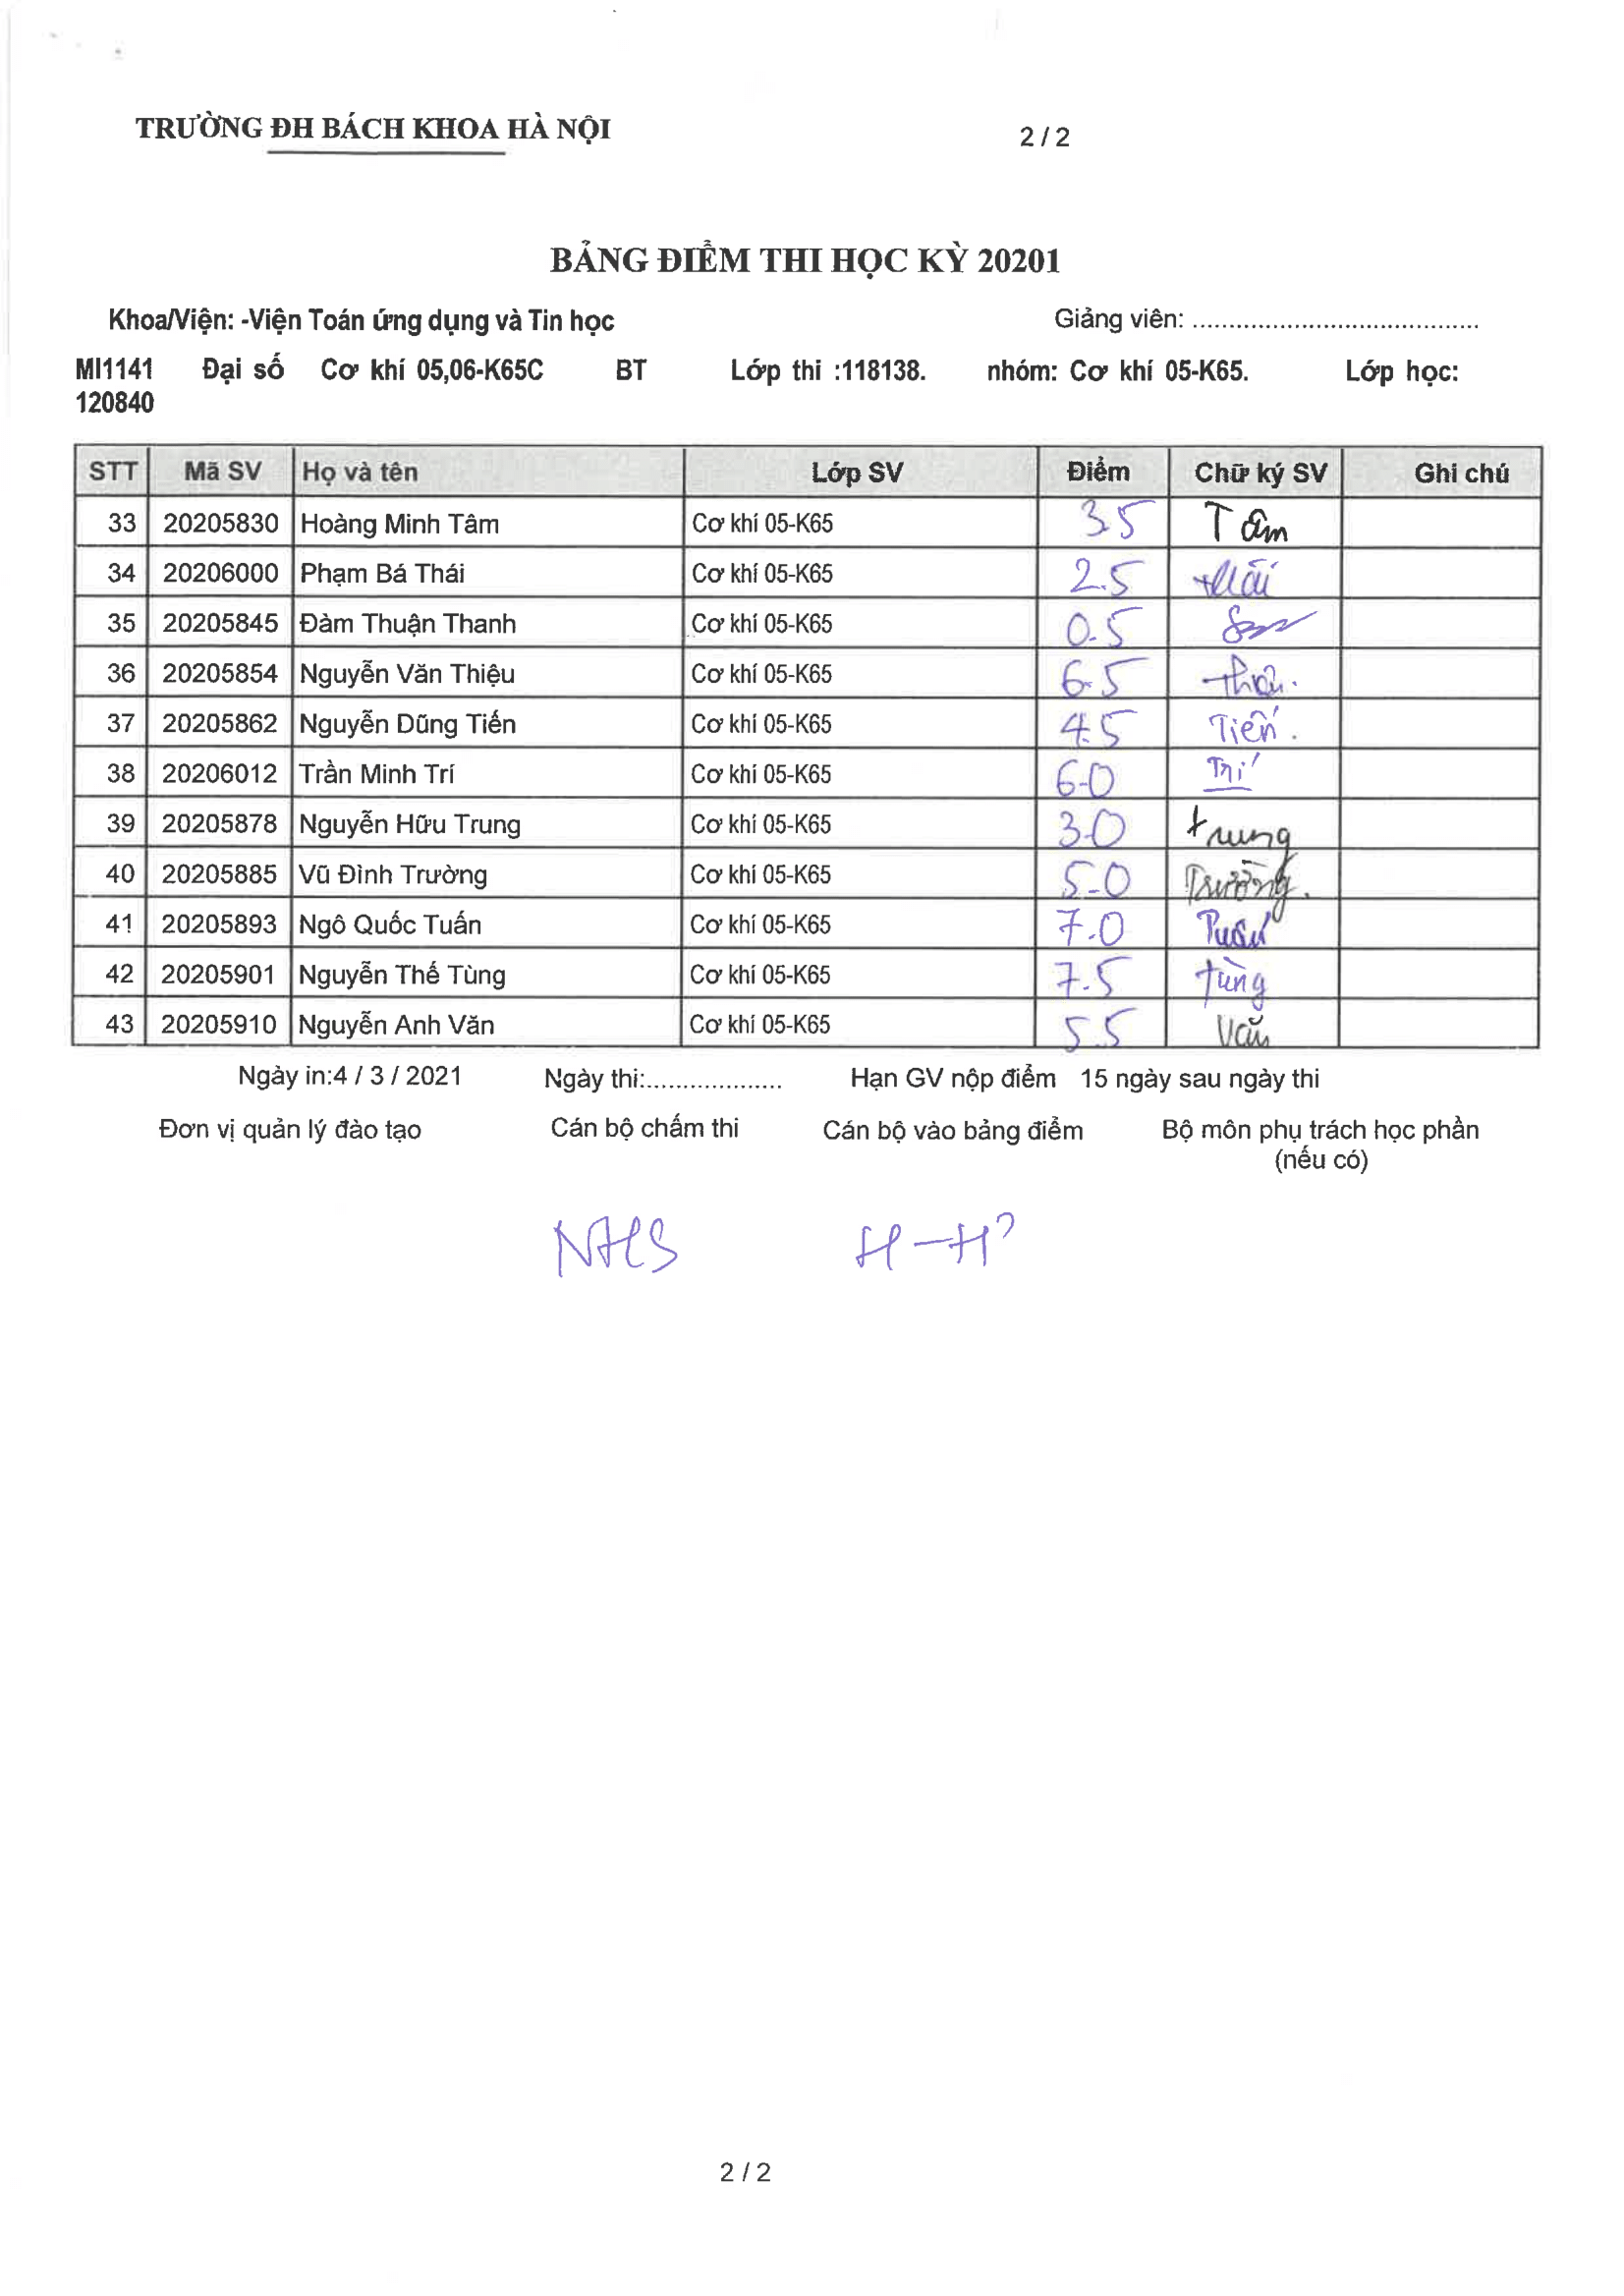 TRƯỜNG ĐH BÁCH KHOA HÀ NỘI 2 / 2
BẢNG ĐIỂM THI HỌC KỲ 20201
Khoa/Viện: -Viện Toán ứng dụng và Tin học Giảng viên: .......................................
MI1141 Đại số Cơ khí 05,06-K65C BT Lớp thi :118138. nhóm: Cơ khí 05-K65. Lớp học:
120840
STT Mã SV Họ và tên Lớp SV Điểm Chữ ký SV Ghi chú
33 20205830 Hoàng Minh Tâm Cơ khí 05-K65 3.5 Tâm
34 20206000 Phạm Bá Thái Cơ khí 05-K65 2.5 thái
35 20205845 Đàm Thuận Thanh Cơ khí 05-K65 0.5
36 20205854 Nguyễn Văn Thiệu Cơ khí 05-K65 6.5
37 20205862 Nguyễn Dũng Tiến Cơ khí 05-K65 4.5 Tiến.
38 20206012 Trần Minh Trí Cơ khí 05-K65 6.0 Trí
39 20205878 Nguyễn Hữu Trung Cơ khí 05-K65 3.0 trung
40 20205885 Vũ Đình Trường Cơ khí 05-K65 5.0 Trường.
41 20205893 Ngô Quốc Tuấn Cơ khí 05-K65 7.0 Tuấn
42 20205901 Nguyễn Thế Tùng Cơ khí 05-K65 7.5 tùng
43 20205910 Nguyễn Anh Văn Cơ khí 05-K65 5.5 Văn
Ngày in:4 / 3 / 2021 Ngày thi:................... Hạn GV nộp điểm 15 ngày sau ngày thi
Đơn vị quản lý đào tạo Cán bộ chấm thi Cán bộ vào bảng điểm Bộ môn phụ trách học phần
(nếu có)
2 / 2